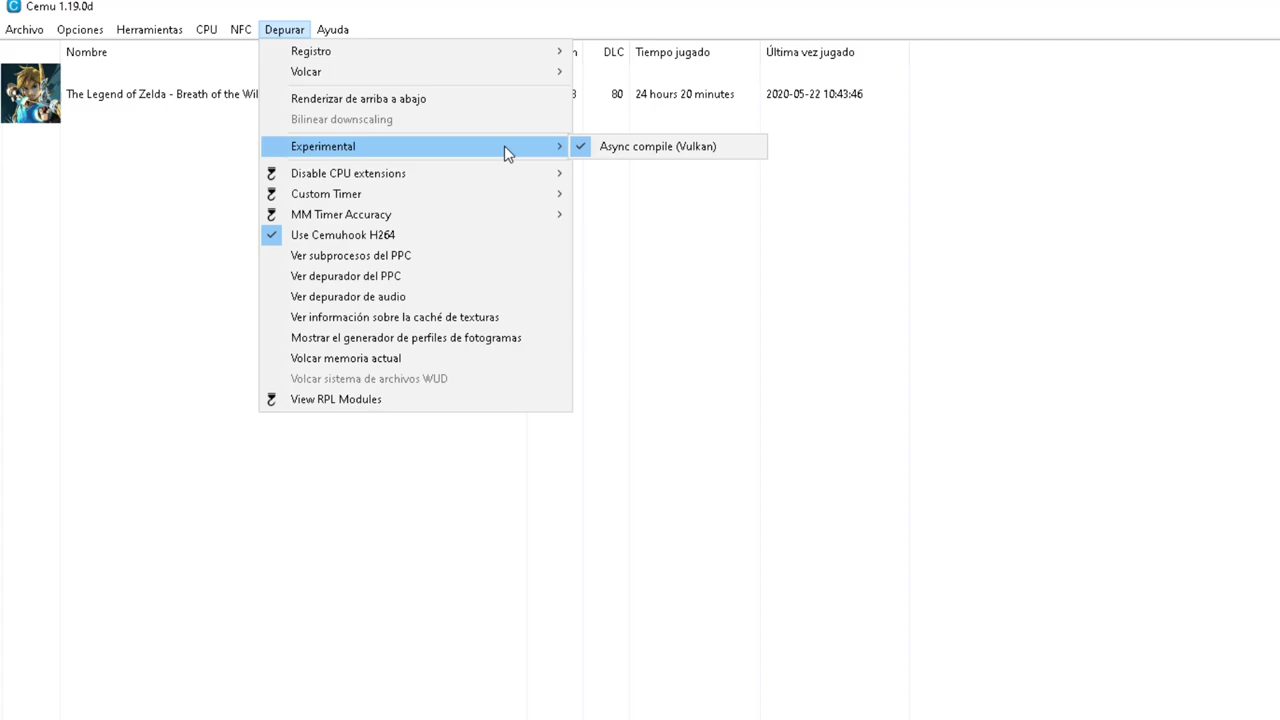 Cemu 1.19.0d
Archivo Opciones Herramientas CPU NFC Depurar Ayuda
Nombre DLC Tiempo jugado Última vez jugado
The Legend of Zelda - Breath of the Wil 3 80 24 hours 20 minutes 2020-05-22 10:43:46
Registro
Volcar
Renderizar de arriba a abajo
Bilinear downscaling
Experimental
Async compile (Vulkan)
Disable CPU extensions
Custom Timer
MM Timer Accuracy
Use Cemuhook H264
Ver subprocesos del PPC
Ver depurador del PPC
Ver depurador de audio
Ver información sobre la caché de texturas
Mostrar el generador de perfiles de fotogramas
Volcar memoria actual
Volcar sistema de archivos WUD
View RPL Modules